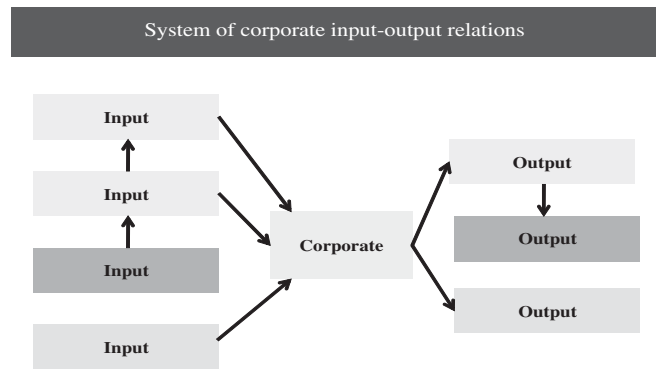 System of corporate input-output relations
Input
Input
Input
Input
Corporate
Output
Output
Output